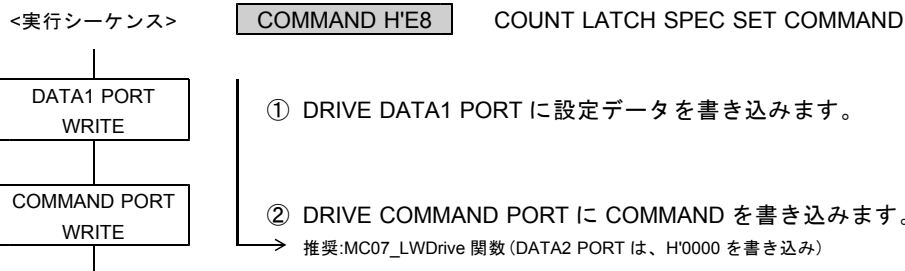 <実行シーケンス>
COMMAND H'E8
COUNT LATCH SPEC SET COMMAND
DATA1 PORT
WRITE
① DRIVE DATA1 PORT に設定データを書き込みます。
COMMAND PORT
WRITE
② DRIVE COMMAND PORT に COMMAND を書き込みます。
推奨:MC07_LWDrive 関数(DATA2 PORT は、H'0000 を書き込み)